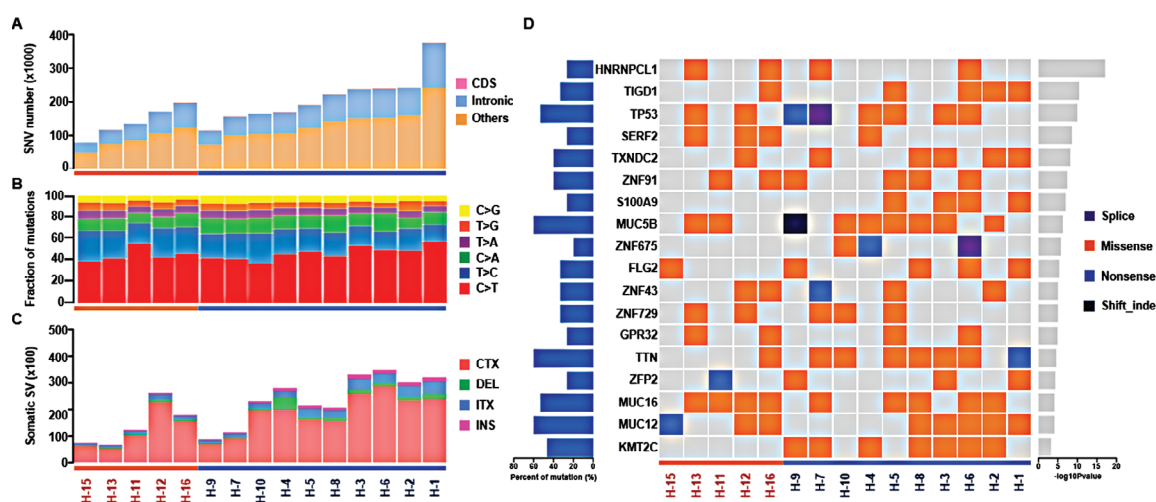 A
SNV number (x1000)
400
300
200
100
0
CDS
Intronic
Others
B
Fraction of mutations
100
80
60
40
20
0
C>G
T>G
T>A
C>A
T>C
C>T
C
Somatic SV (x100)
500
400
300
200
100
0
CTX
DEL
ITX
INS
H-15 H-13 H-11 H-12 H-16 H-9 H-7 H-10 H-4 H-5 H-8 H-3 H-6 H-2 H-1
D
HNRNPCL1
TIGD1
TP53
SERF2
TXNDC2
ZNF91
S100A9
MUC5B
ZNF675
FLG2
ZNF43
ZNF729
GPR32
TTN
ZFP2
MUC16
MUC12
KMT2C
80 60 40 20 0
Percent of mutation (%)
H-15 H-13 H-11 H-12 H-16 H-9 H-7 H-10 H-4 H-5 H-8 H-3 H-6 H-2 H-1
0 5 10 15 20
-log10Pvalue
Splice
Missense
Nonsense
Shift_inde